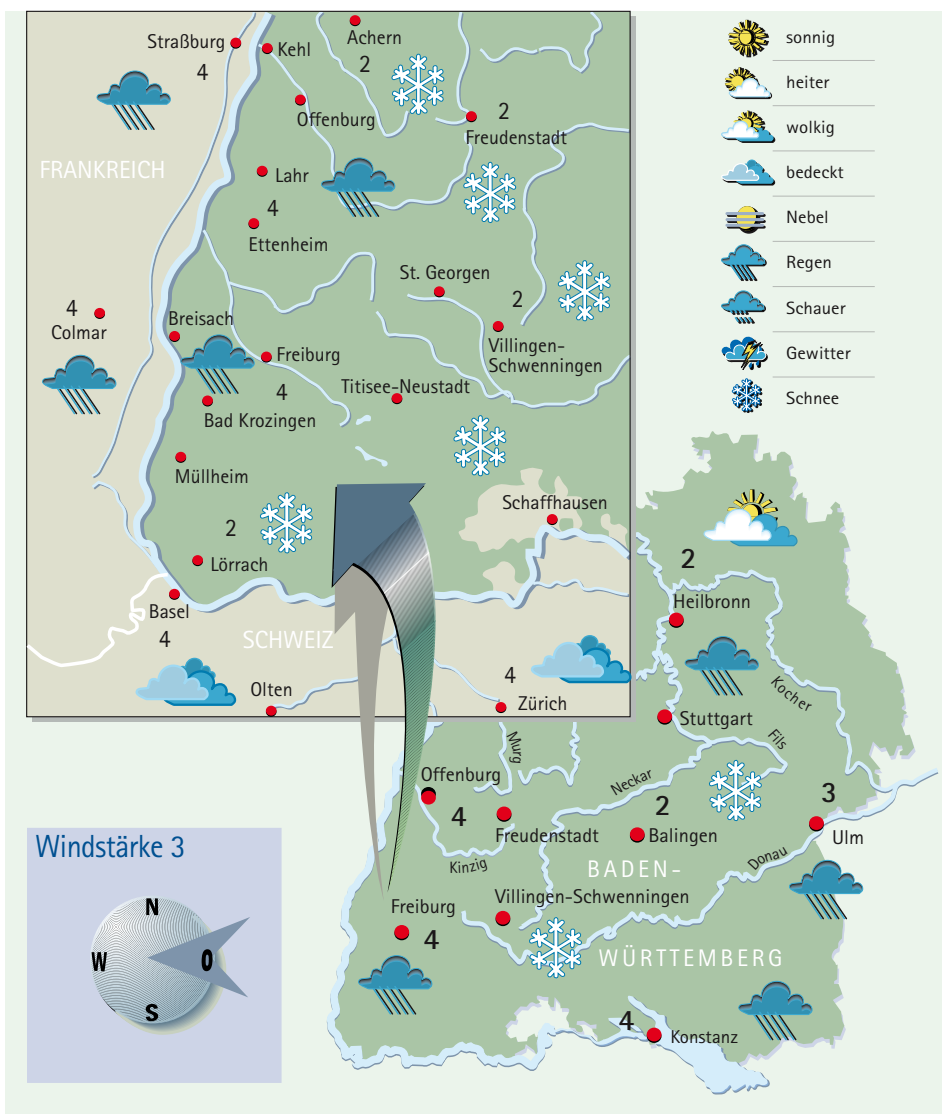 Straßburg
4
Kehl
Achern
2
Offenburg
2
Freudenstadt
FRANKREICH
Lahr
4
Ettenheim
St. Georgen
2
4
Colmar
Breisach
Freiburg
4
Villingen-
Schwenningen
Titisee-Neustadt
Bad Krozingen
Müllheim
2
Lörrach
Schaffhausen
Basel
4
SCHWEIZ
Olten
4
Zürich
sonnig
heiter
wolkig
bedeckt
Nebel
Regen
Schauer
Gewitter
Schnee
2
Heilbronn
Kocher
Stuttgart
Fils
Murg
Neckar
Offenburg
4
Freudenstadt
2
Balingen
3
Ulm
Kinzig
Donau
BADEN-
Villingen-Schwenningen
Freiburg
4
WÜRTTEMBERG
4
Konstanz
Windstärke 3
N
W
O
S